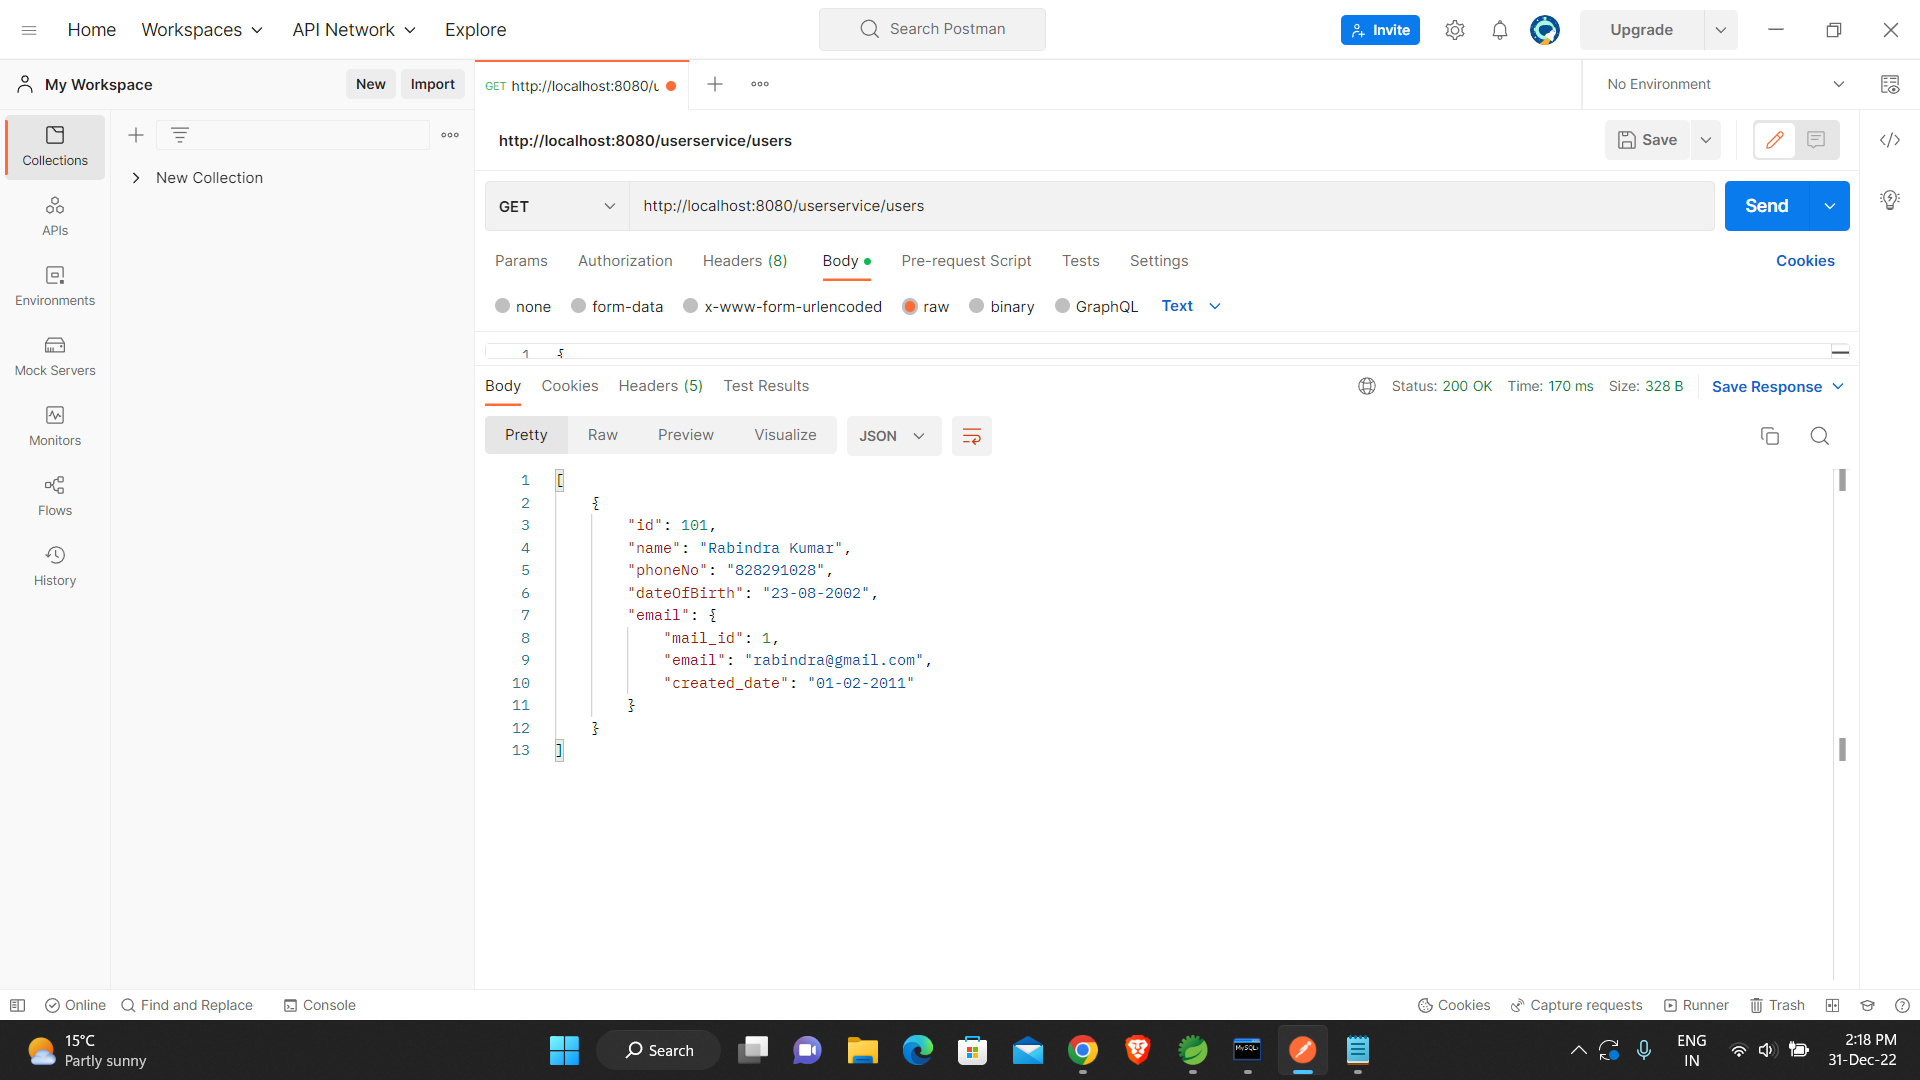 Home Workspaces API Network Explore Search Postman Invite Upgrade
My Workspace New Import GET http://localhost:8080/u No Environment
http://localhost:8080/userservice/users Save
Collections
New Collection
APIs
Environments
Mock Servers
Monitors
Flows
History
GET http://localhost:8080/userservice/users Send
Params Authorization Headers (8) Body Pre-request Script Tests Settings Cookies
none form-data x-www-form-urlencoded raw binary GraphQL Text
1 {
Body Cookies Headers (5) Test Results Status: 200 OK Time: 170 ms Size: 328 B Save Response
Pretty Raw Preview Visualize JSON
1 [
2 {
3 "id": 101,
4 "name": "Rabindra Kumar",
5 "phoneNo": "828291028",
6 "dateOfBirth": "23-08-2002",
7 "email": {
8 "mail_id": 1,
9 "email": "rabindra@gmail.com",
10 "created_date": "01-02-2011"
11 }
12 }
13 ]
Online Find and Replace Console Cookies Capture requests Runner Trash
15°C
Partly sunny
Search
MySQL
ENG
IN
2:18 PM
31-Dec-22